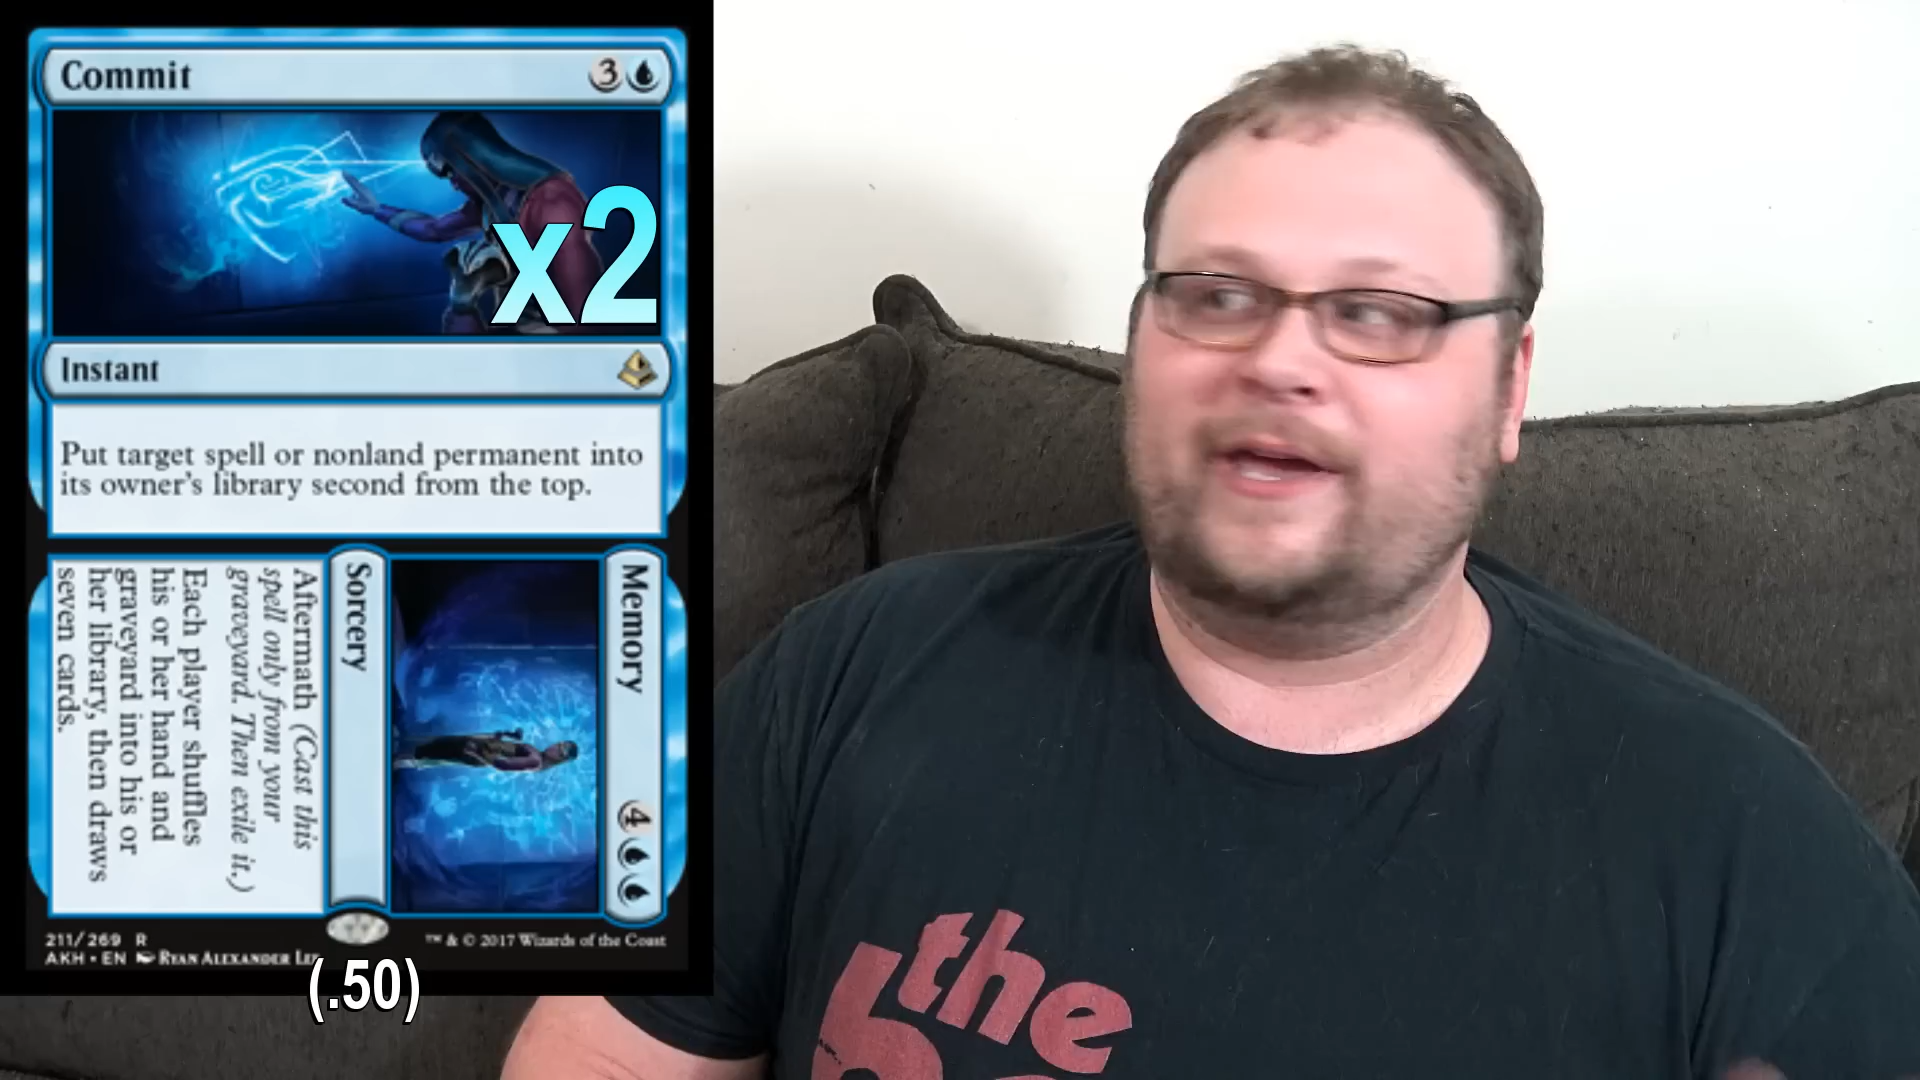 Commit 3
x2
Instant
Put target spell or nonland permanent into
its owner's library second from the top.
Memory 4
Sorcery
Aftermath (Cast this
spell only from your
graveyard. Then exile it.)
Each player shuffles
his or her hand and
graveyard into his or
her library, then draws
seven cards.
211/269 R
AKH • EN RYAN ALEXANDER LEE
™ & © 2017 Wizards of the Coast
(.50)
the